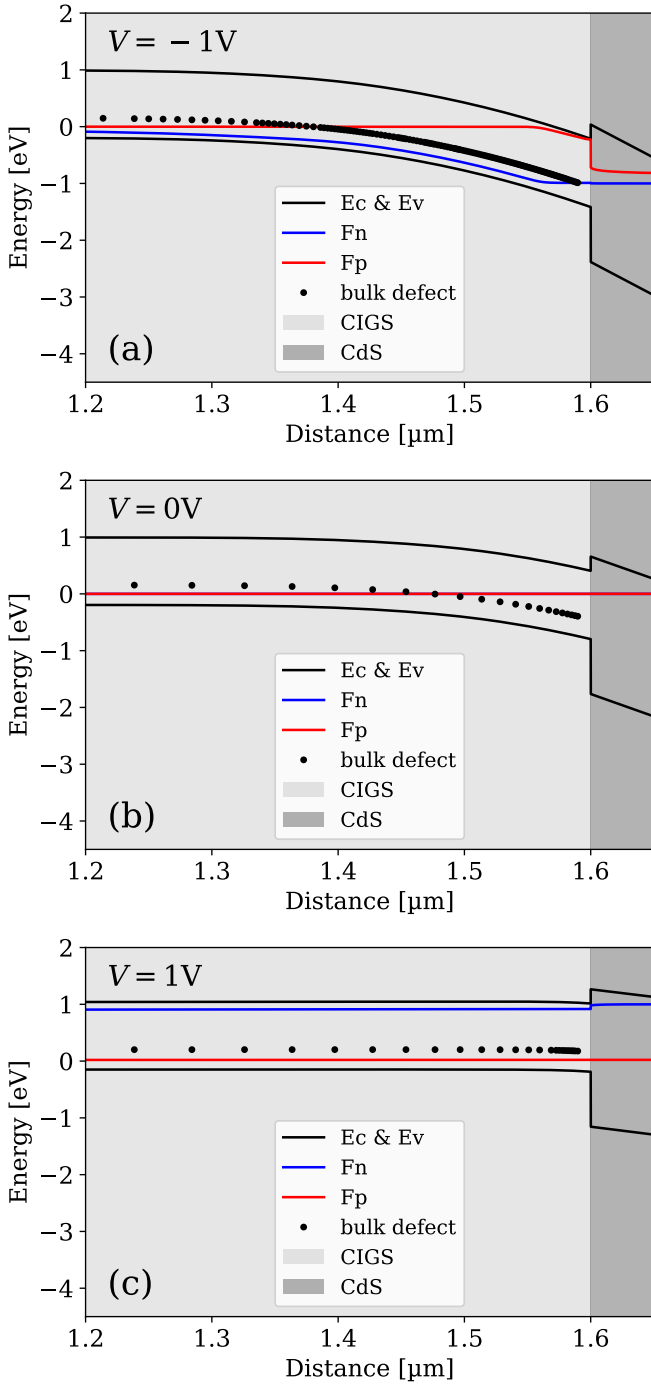 V = − 1V
2
1
0
−1
−2
−3
−4
Energy [eV]
Ec & Ev
Fn
Fp
bulk defect
CIGS
CdS
(a)
1.2 1.3 1.4 1.5 1.6
Distance [µm]
V = 0V
2
1
0
−1
−2
−3
−4
Energy [eV]
Ec & Ev
Fn
Fp
bulk defect
CIGS
CdS
(b)
1.2 1.3 1.4 1.5 1.6
Distance [µm]
V = 1V
2
1
0
−1
−2
−3
−4
Energy [eV]
Ec & Ev
Fn
Fp
bulk defect
CIGS
CdS
(c)
1.2 1.3 1.4 1.5 1.6
Distance [µm]